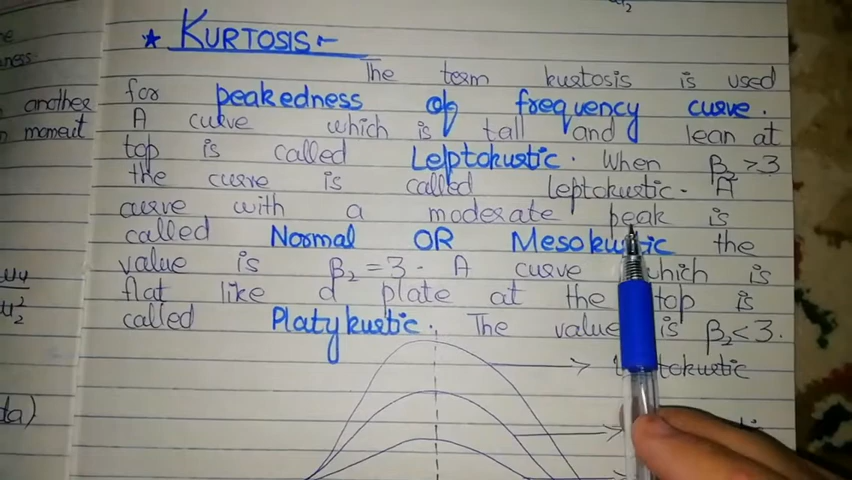 ★ KURTOSIS:-
The term kurtosis is used
for peakedness of frequency curve.
A curve which is tall and lean at
top is called Leptokurtic. When β₂ > 3
the curve is called leptokurtic. A
curve with a moderate peak is
called Normal OR Mesokurtic the
value is β₂ = 3. A curve which is
flat like a plate at the top is
called Platykurtic. The value is β₂ < 3.
another
moment